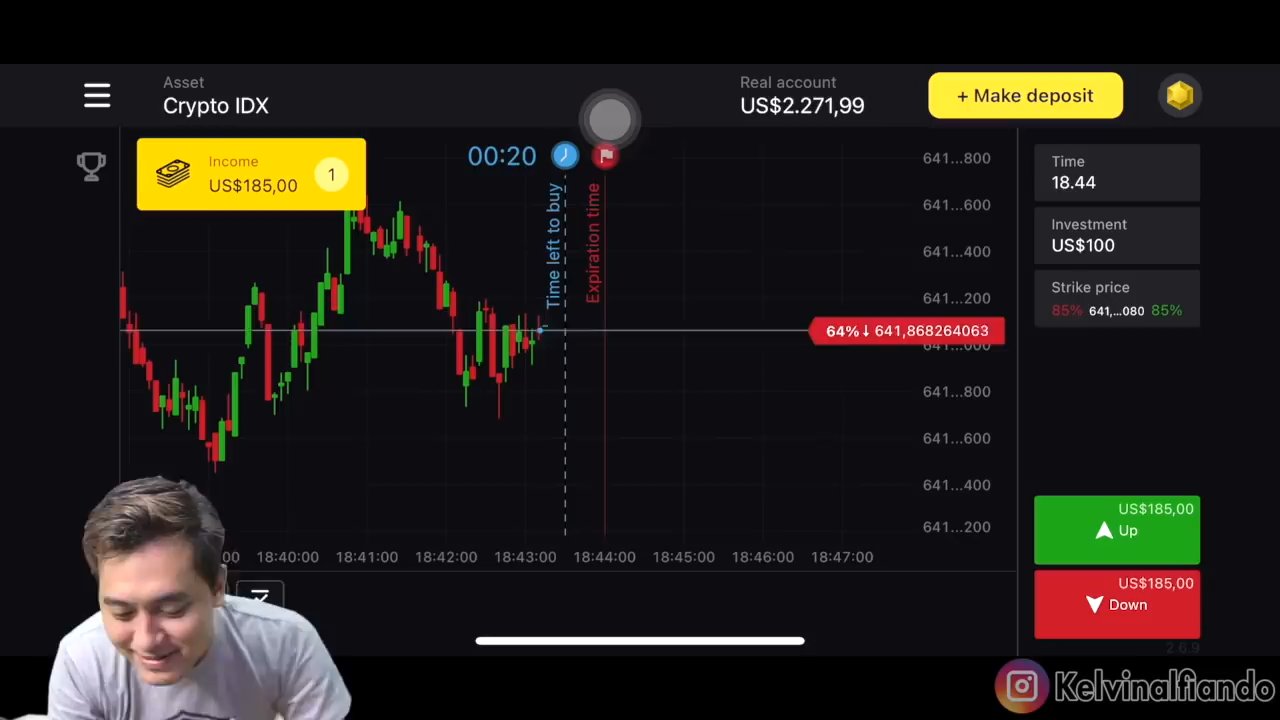 Asset
Crypto IDX
Real account
US$2.271,99
+ Make deposit
Income
US$185,00
1
00:20
Time left to buy
Expiration time
641...800
641...600
641...400
641...200
64%↓ 641,868264063
641...800
641...600
641...400
641...200
18:40:00
18:41:00
18:42:00
18:43:00
18:44:00
18:45:00
18:46:00
18:47:00
Time
18.44
Investment
US$100
Strike price
85% 641,...080 85%
US$185,00
Up
US$185,00
Down
2.6.9
Kelvinalfiando